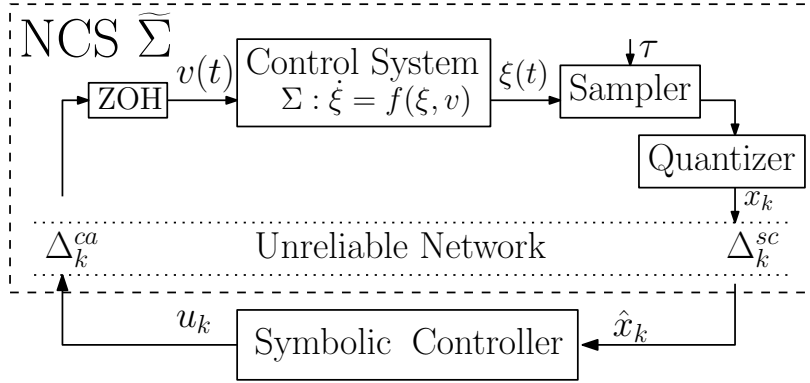 NCS Σ̃
ZOH
v(t)
Control System
Σ : ξ̇ = f(ξ, υ)
ξ(t)
τ
Sampler
Quantizer
x_k
Δ_k^{ca}
Unreliable Network
Δ_k^{sc}
u_k
Symbolic Controller
x̂_k